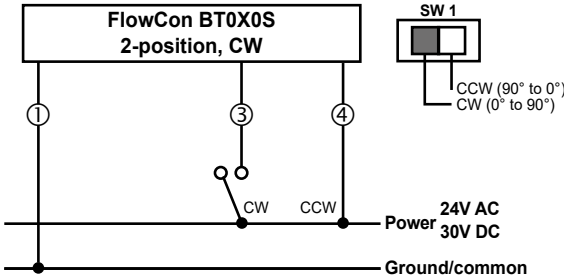 FlowCon BT0X0S
2-position, CW
SW 1
CCW (90° to 0°)
CW (0° to 90°)
① ③ ④
CW CCW
Power 24V AC
30V DC
Ground/common